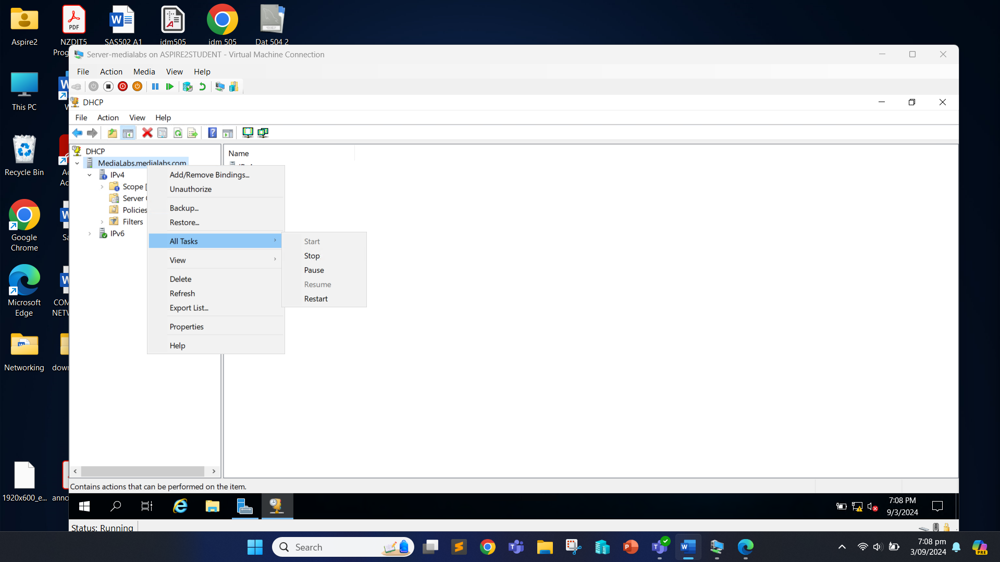 Aspire2
NZDIT5
Prog
SAS502 A1
idm505
idm 505
Dat 504 2
This PC
Recycle Bin
Google
Chrome
Microsoft
Edge
COM
NETW
Networking
down
1920x600_e...
anno
Server-medialabs on ASPIRE2STUDENT - Virtual Machine Connection
File Action Media View Help
DHCP
File Action View Help
DHCP
MediaLabs.medialabs.com
IPv4
Scope [
Server
Policies
Filters
IPv6
Name
Add/Remove Bindings...
Unauthorize
Backup...
Restore...
All Tasks
View
Delete
Refresh
Export List...
Properties
Help
Start
Stop
Pause
Resume
Restart
Contains actions that can be performed on the item.
7:08 PM
9/3/2024
Status: Running
Search
7:08 pm
3/09/2024
PRE